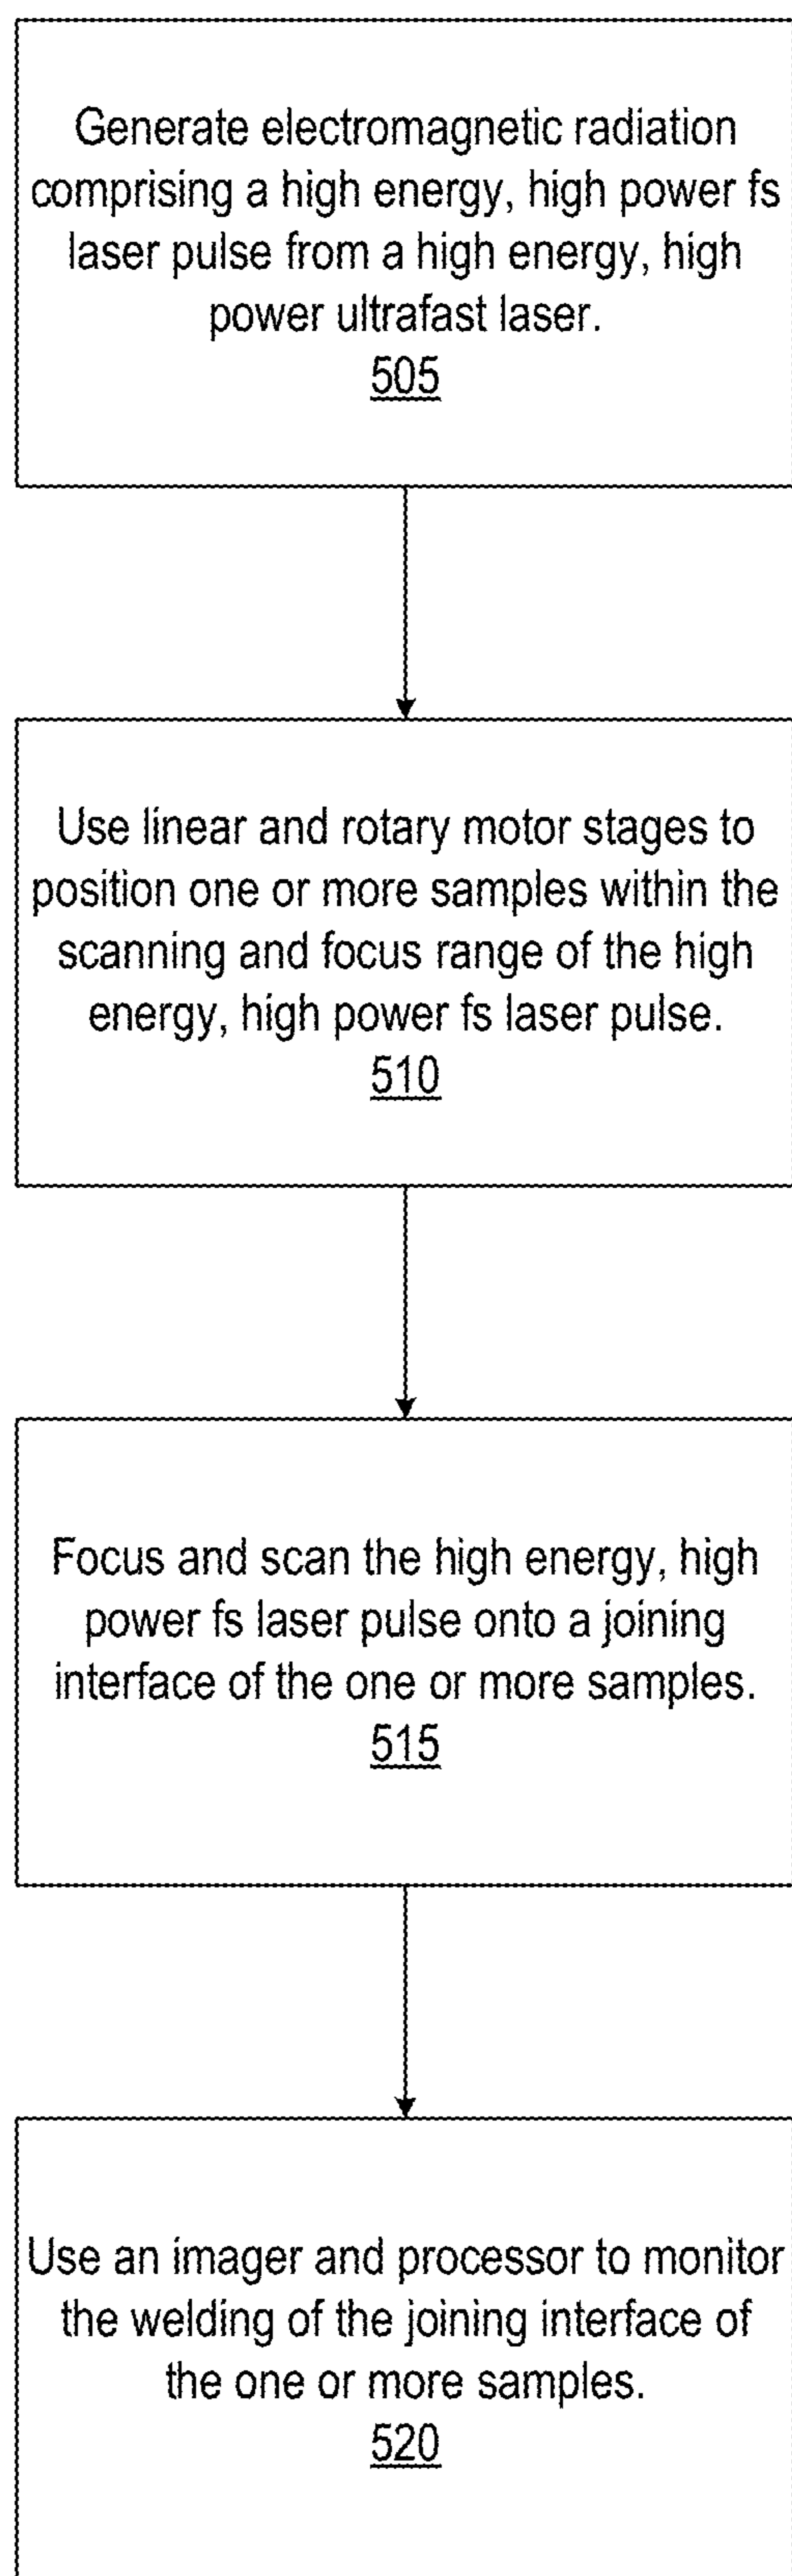 Generate electromagnetic radiation
comprising a high energy, high power fs
laser pulse from a high energy, high
power ultrafast laser.
505
Use linear and rotary motor stages to
position one or more samples within the
scanning and focus range of the high
energy, high power fs laser pulse.
510
Focus and scan the high energy, high
power fs laser pulse onto a joining
interface of the one or more samples.
515
Use an imager and processor to monitor
the welding of the joining interface of
the one or more samples.
520